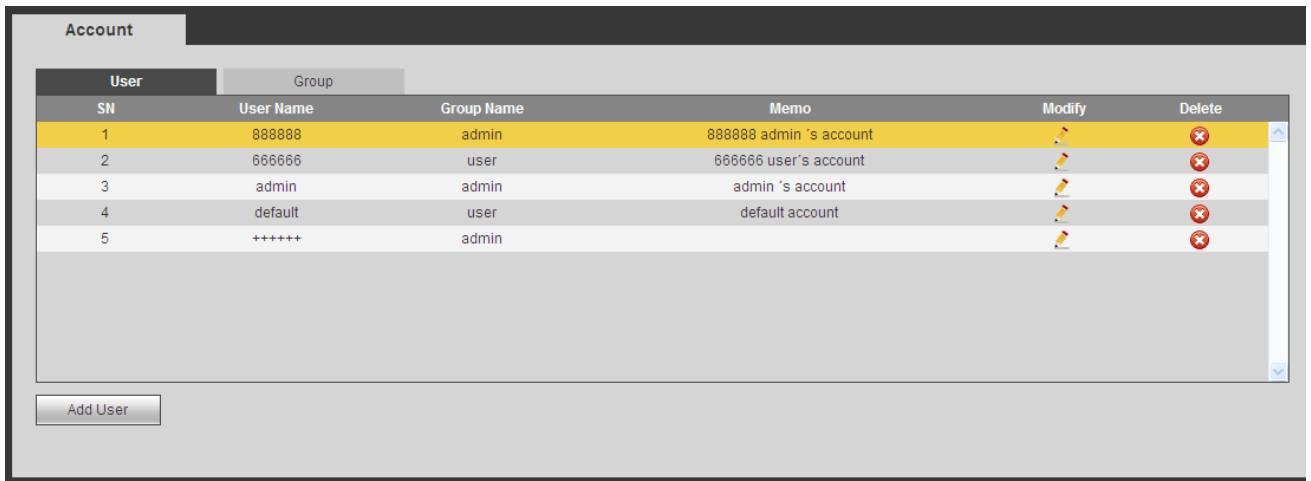 Account
User Group
SN User Name Group Name Memo Modify Delete
1 888888 admin 888888 admin ´s account
2 666666 user 666666 user´s account
3 admin admin admin ´s account
4 default user default account
5 ++++++ admin
Add User